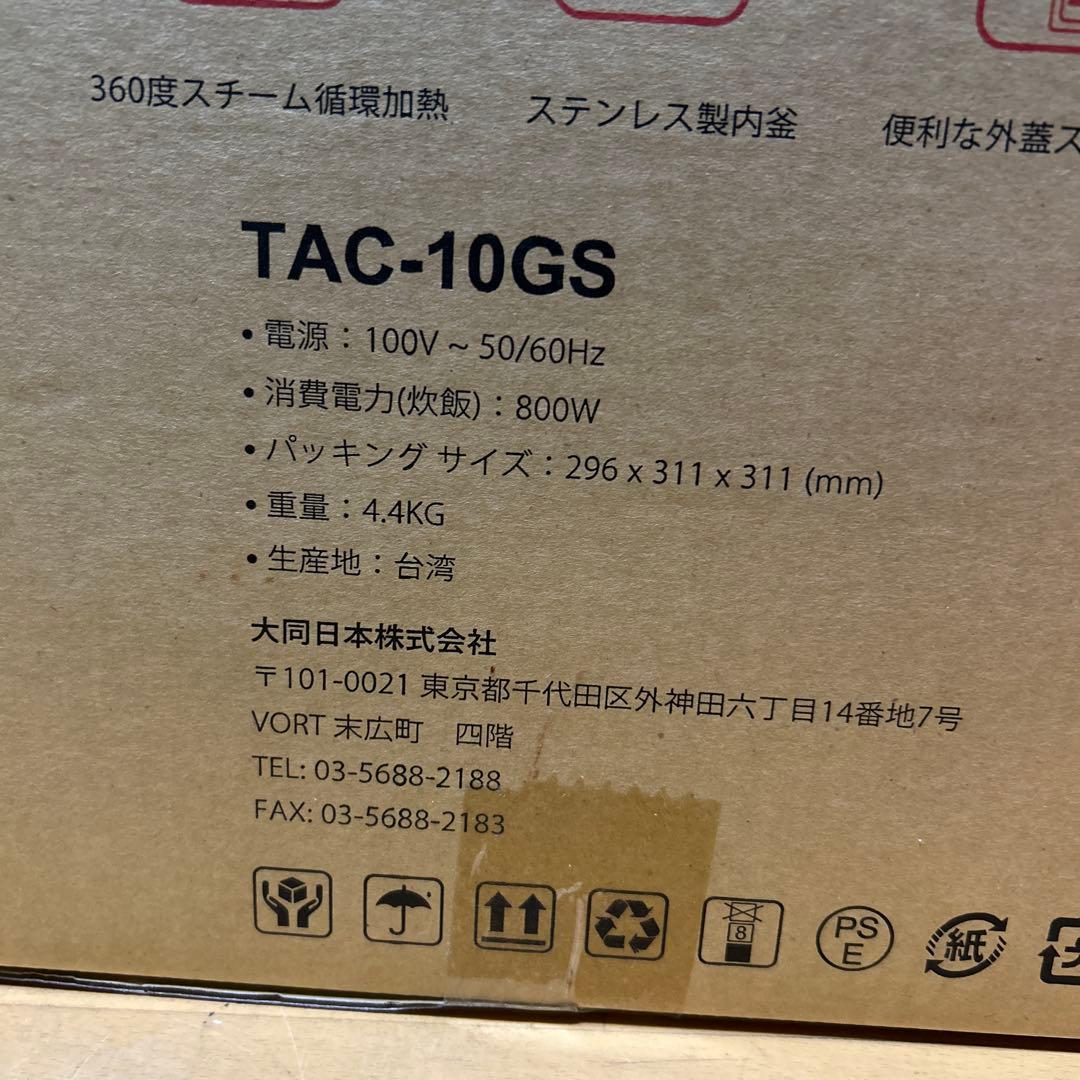 360度スチーム循環加熱 ステンレス製内釜 便利な外蓋ス
TAC-10GS
• 電源：100V ~ 50/60Hz
• 消費電力(炊飯)：800W
• パッキング サイズ：296 x 311 x 311 (mm)
• 重量：4.4KG
• 生産地：台湾
大同日本株式会社
〒101-0021 東京都千代田区外神田六丁目14番地7号
VORT 末広町　四階
TEL: 03-5688-2188
FAX: 03-5688-2183
8 PS E 紙